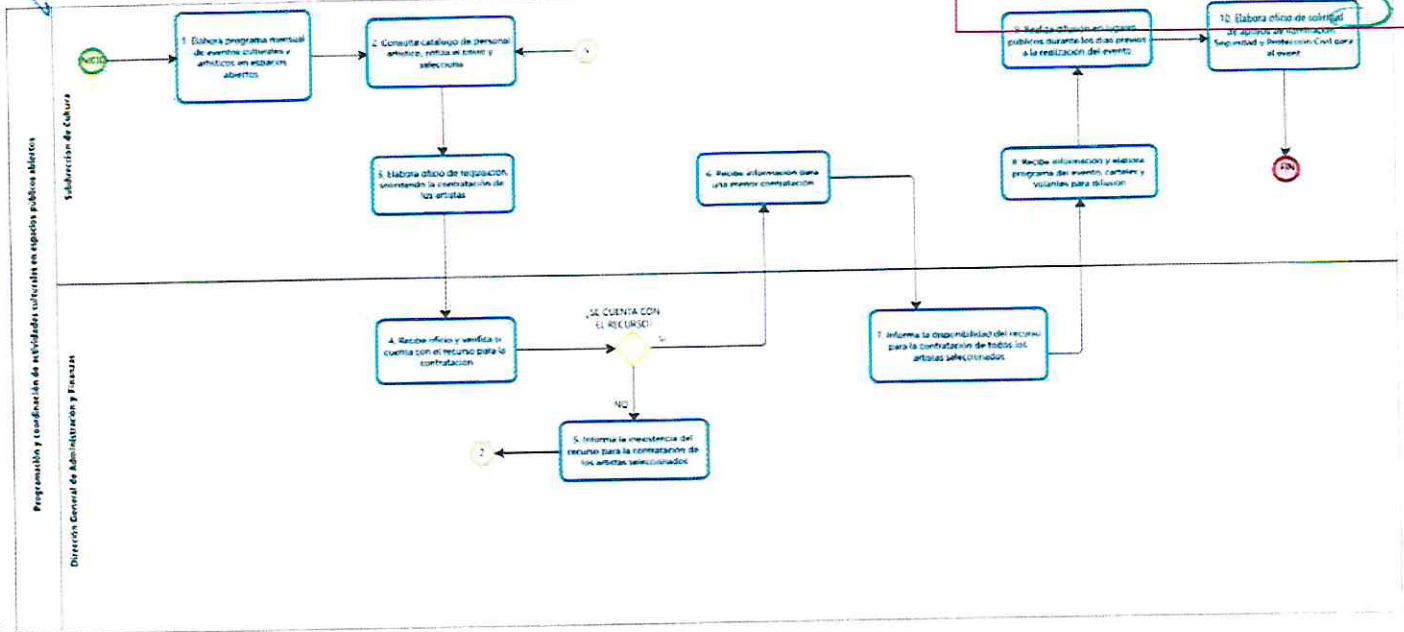 Programación y coordinación de actividades culturales en espacios públicos abiertos
Subdirección de Cultura
INICIO
1. Elabora programa mensual
de eventos culturales y
artísticos en espacios
abiertos
2. Consulta catálogo de personal
artístico, cotiza el
selecciona
5
3. Elabora oficio de requisición,
solicitando la contratación de
los artistas
6. Recibe información para
una menor contratación
8. Recibe información y elabora
programa del evento, carteles y
volantes para difusión
9. Realiza difusión en lugares
públicos durante los días previos
a la realización del evento
10. Elabora oficio de solicitud
de apoyos de Iluminación,
Seguridad y Protección Civil para
el evento
FIN
Dirección General de Administración y Finanzas
4. Recibe oficio y verifica si
cuenta con el recurso para la
contratación
¿SE CUENTA CON
EL RECURSO?
SI
NO
5. Informa la inexistencia del
recurso para la contratación de
los artistas seleccionados
2
7. Informa la disponibilidad del recurso
para la contratación de todos los
artistas seleccionados